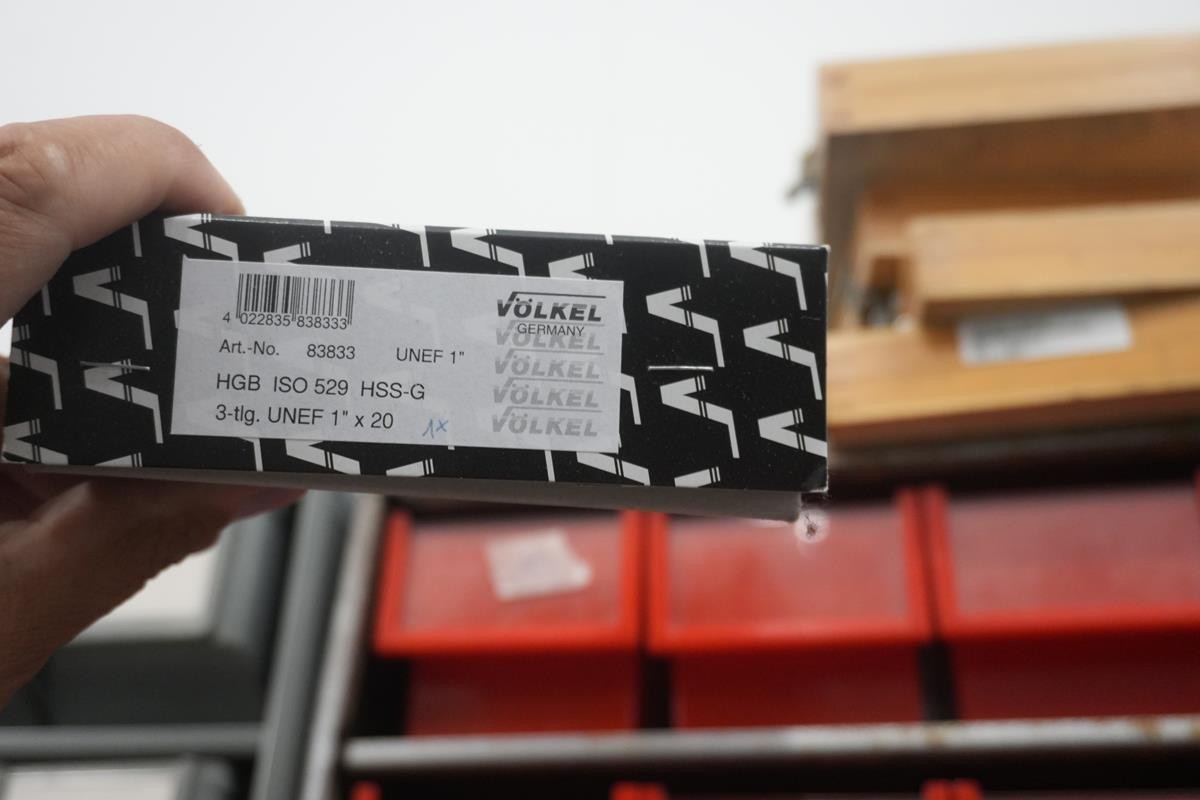 4 022835 838333
VÖLKEL
GERMANY
VÖLKEL
VÖLKEL
VÖLKEL
VÖLKEL
Art.-No. 83833 UNEF 1"
HGB ISO 529 HSS-G
3-tlg. UNEF 1" x 20 1x